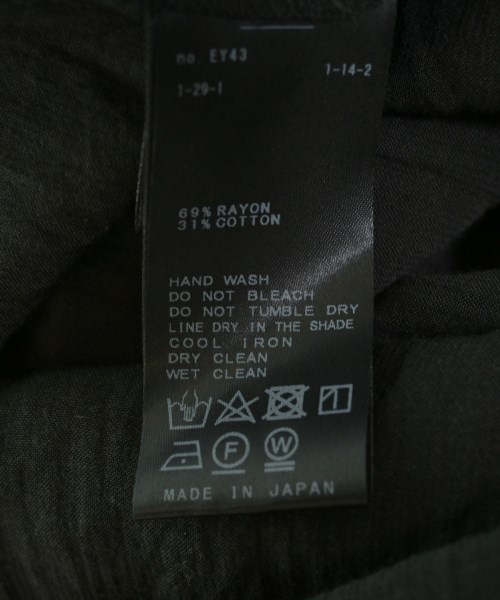 no. EY43
1-14-2
1-29-1
69% RAYON
31% COTTON
HAND WASH
DO NOT BLEACH
DO NOT TUMBLE DRY
LINE DRY IN THE SHADE
COOL IRON
DRY CLEAN
WET CLEAN
F W
MADE IN JAPAN